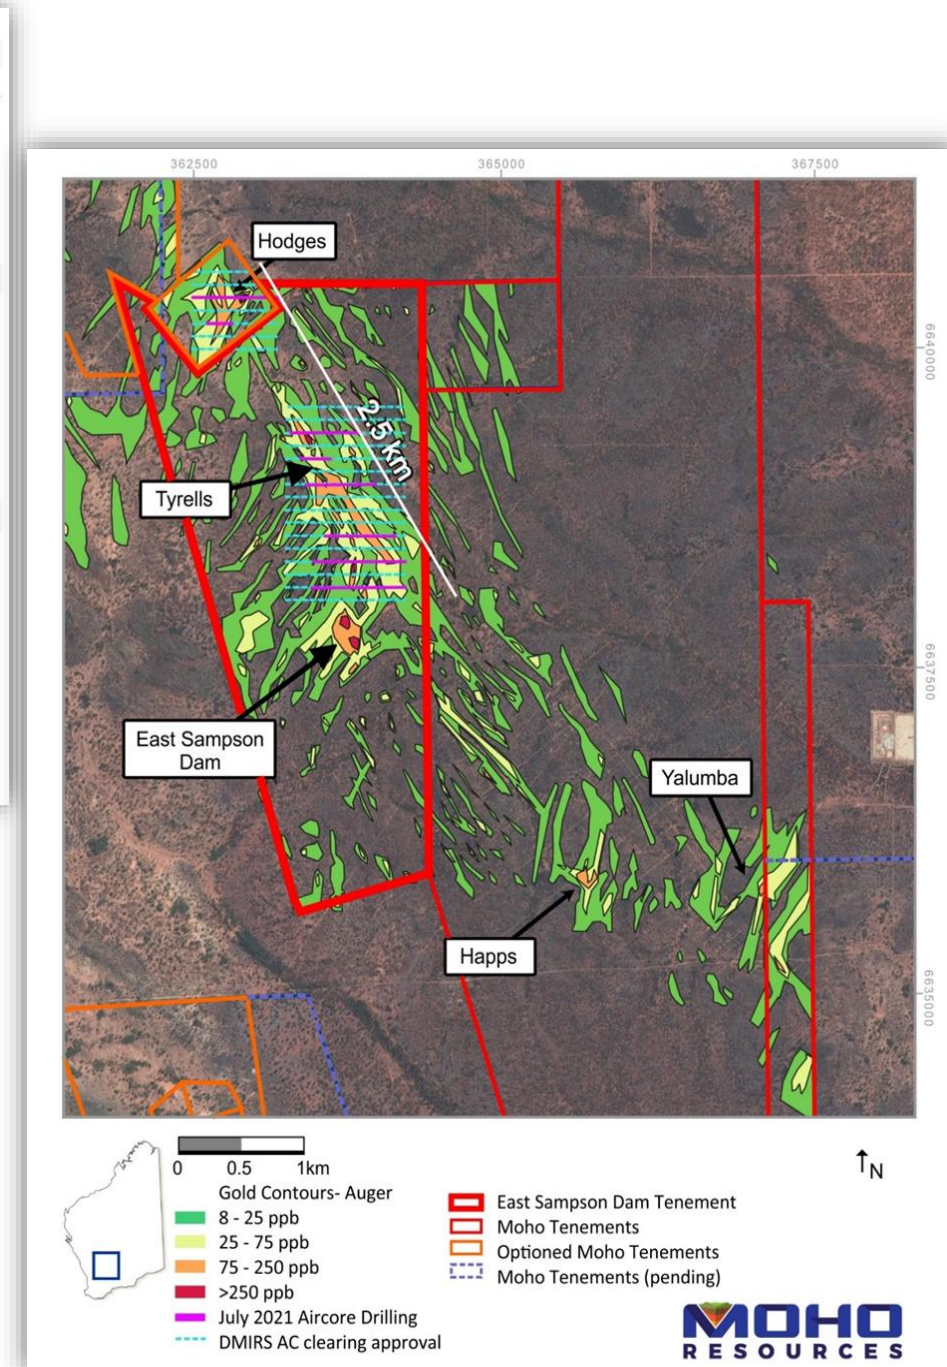 362500
365000
367500
Hodges
6640000
2.5 km
Tyrells
6637500
East Sampson
Dam
Yalumba
Happs
6635000
0 0.5 1km
N
Gold Contours- Auger
8 - 25 ppb
25 - 75 ppb
75 - 250 ppb
>250 ppb
July 2021 Aircore Drilling
DMIRS AC clearing approval
East Sampson Dam Tenement
Moho Tenements
Optioned Moho Tenements
Moho Tenements (pending)
MOHO
RESOURCES